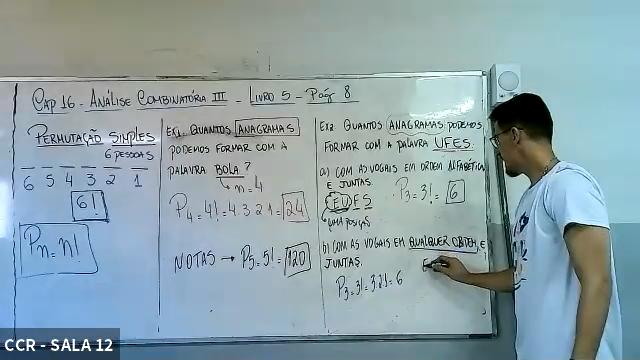 CAP 16 - ANÁLISE COMBINATÓRIA III - LIVRO 5 - PÁG 8
PERMUTAÇÃO SIMPLES
6 PESSOAS
6 5 4 3 2 1
6!
Pn = n!
EX1. QUANTOS ANAGRAMAS
PODEMOS FORMAR COM A
PALAVRA BOLA?
n = 4
P4 = 4! = 4.3.2.1 = 24
NOTAS → P5 = 5! = 120
EX2. QUANTOS ANAGRAMAS PODEMOS
FORMAR COM A PALAVRA UFES.
a) COM AS VOGAIS EM ORDEM ALFABÉTICA
E JUNTAS.
P3 = 3! = 6
EUFS
UMA POSIÇÃO
b) COM AS VOGAIS EM QUALQUER ORDEM, E
JUNTAS.
P3 = 3! = 3.2.1 = 6
CCR - SALA 12